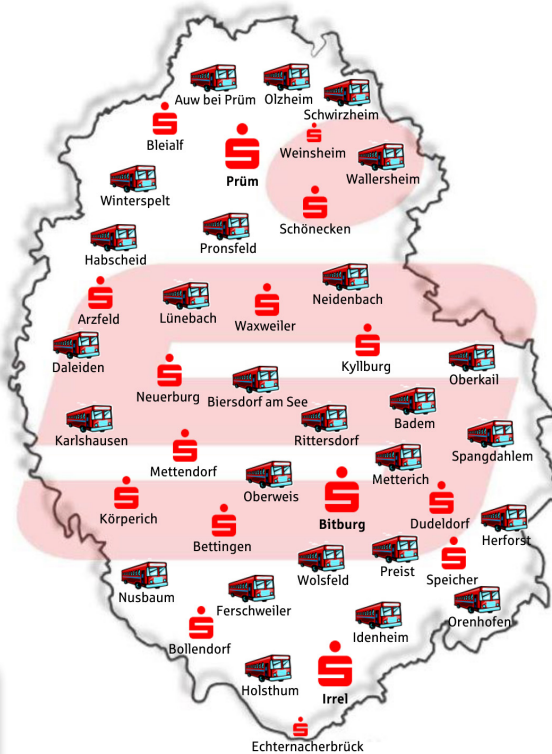 Auw bei Prüm
Olzheim
Schwirzheim
Bleialf
Weinsheim
Prüm
Wallersheim
Winterspelt
Schönecken
Pronsfeld
Habscheid
Neidenbach
Arzfeld
Lünebach
Waxweiler
Daleiden
Kyllburg
Oberkail
Neuerburg
Biersdorf am See
Badem
Karlshausen
Rittersdorf
Spangdahlem
Mettendorf
Metterich
Oberweis
Körperich
Bitburg
Dudeldorf
Herforst
Bettingen
Preist
Wolsfeld
Speicher
Nusbaum
Ferschweiler
Orenhofen
Idenheim
Bollendorf
Holsthum
Irrel
Echternacherbrück